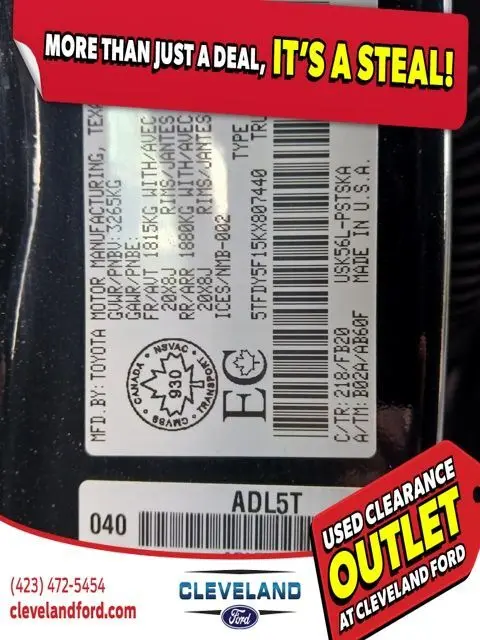 MORE THAN JUST A DEAL, IT'S A STEAL!
MFD.BY: TOYOTA MOTOR MANUFACTURING, TEXA
GVWR/PNBV: 3265KG
GAWR/PNBE:
FR/AVT 1815KG WITH/AVEC
20X8J RIMS/JANTES
RR/ARR 1880KG WITH/AVEC
20X8J RIMS/JANTES
ICES/NMB-002
5TFDY5F15KX807440 TYPE
TRU
C/TR: 218/FB20 USK56L-PSTSKA
A/TM: B02A/AB60F MADE IN U.S.A.
CANADA
NSVAC
930
TRANSPORT
CMVSS
EC
040
ADL5T
USED CLEARANCE
OUTLET
AT CLEVELAND FORD
(423) 472-5454
clevelandford.com
CLEVELAND
Ford